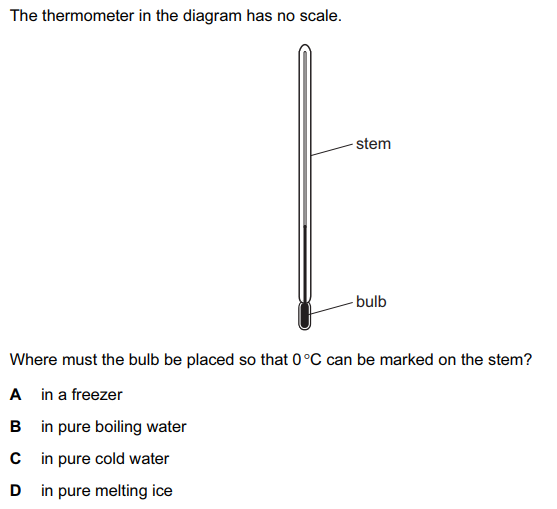 The thermometer in the diagram has no scale.
stem
bulb
Where must the bulb be placed so that 0 °C can be marked on the stem?
A in a freezer
B in pure boiling water
C in pure cold water
D in pure melting ice